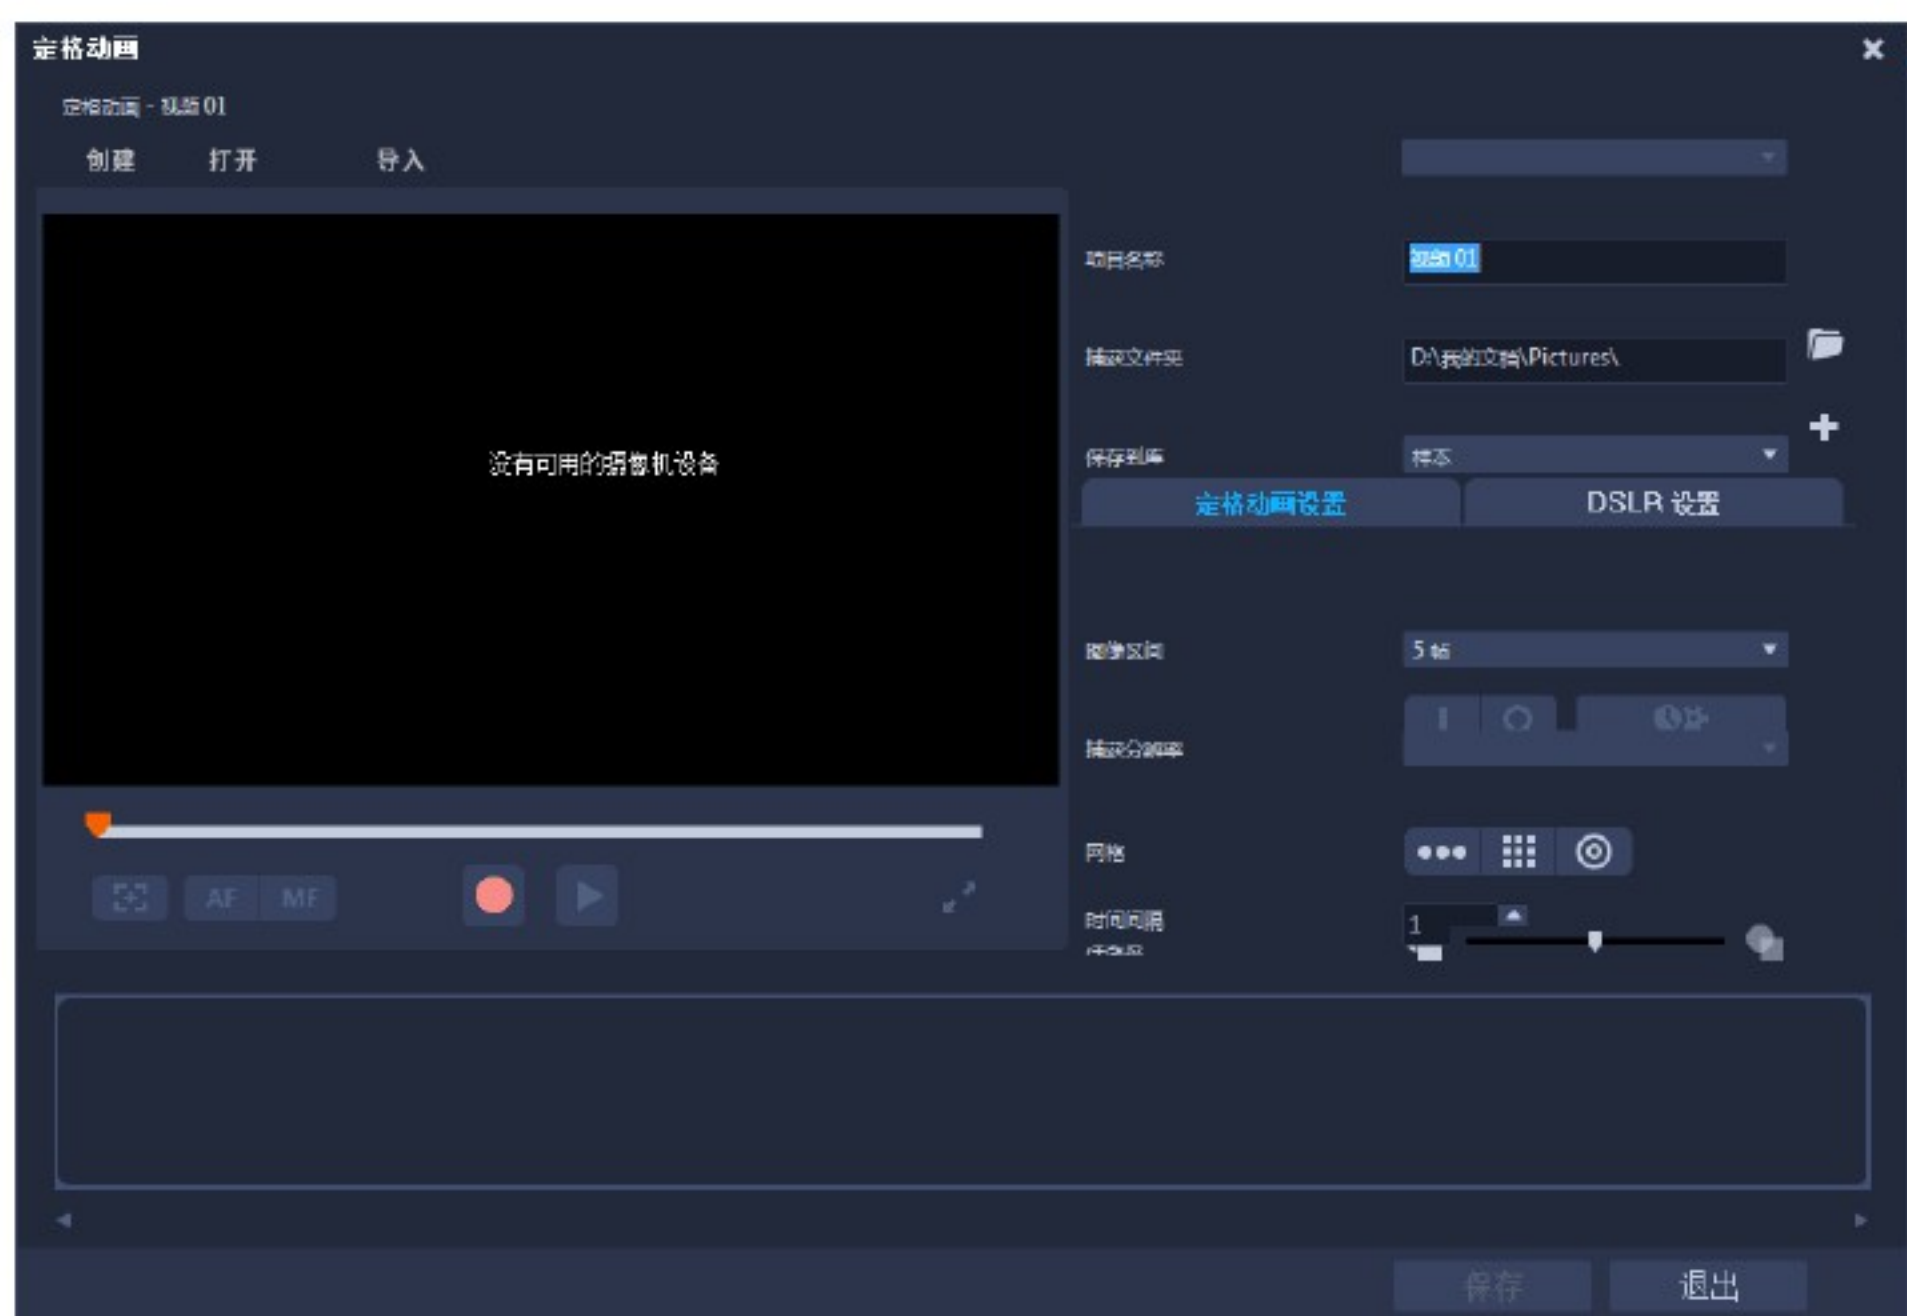 定格动画
定格动画 - 视频 01
创建 打开 导入
项目名称 视频 01
捕获文件夹 D:\我的文档\Pictures\
没有可用的摄像机设备
保存到库 样本
定格动画设置 DSLR 设置
图像区间 5 帧
捕获分辨率
网格
AF MF
时间间隔 1
保存 退出